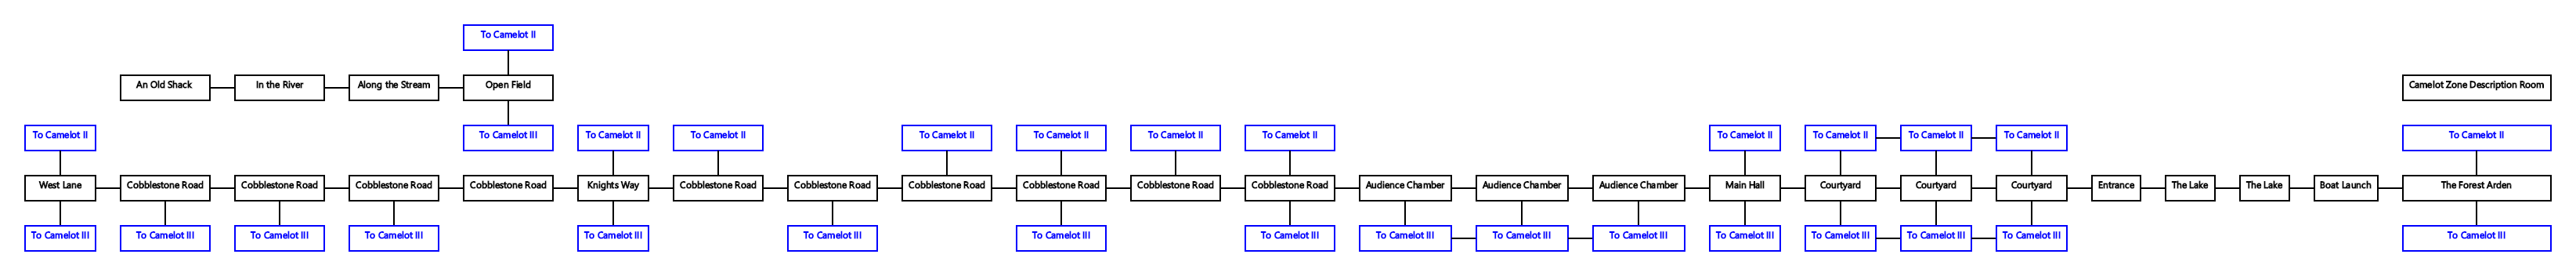 To Camelot II
An Old Shack In the River Along the Stream Open Field Camelot Zone Description Room
To Camelot II To Camelot III To Camelot II To Camelot II To Camelot II To Camelot II To Camelot II To Camelot II To Camelot II To Camelot II To Camelot II To Camelot II To Camelot II
West Lane Cobblestone Road Cobblestone Road Cobblestone Road Cobblestone Road Knights Way Cobblestone Road Cobblestone Road Cobblestone Road Cobblestone Road Cobblestone Road Cobblestone Road Audience Chamber Audience Chamber Audience Chamber Main Hall Courtyard Courtyard Courtyard Entrance The Lake The Lake Boat Launch The Forest Arden
To Camelot III To Camelot III To Camelot III To Camelot III To Camelot III To Camelot III To Camelot III To Camelot III To Camelot III To Camelot III To Camelot III To Camelot III To Camelot III To Camelot III To Camelot III To Camelot III